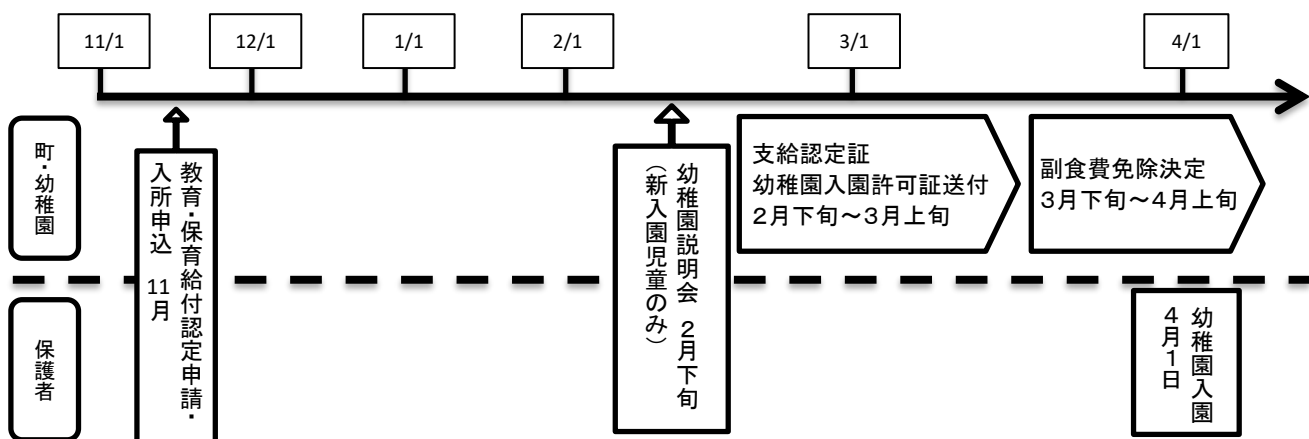 11/1
12/1
1/1
2/1
3/1
4/1
町・幼稚園
教育・保育給付認定申請・
入所申込 11月
幼稚園説明会 2月下旬
(新入園児童のみ)
支給認定証
幼稚園入園許可証送付
2月下旬～3月上旬
副食費免除決定
3月下旬～4月上旬
保護者
幼稚園入園
4月1日